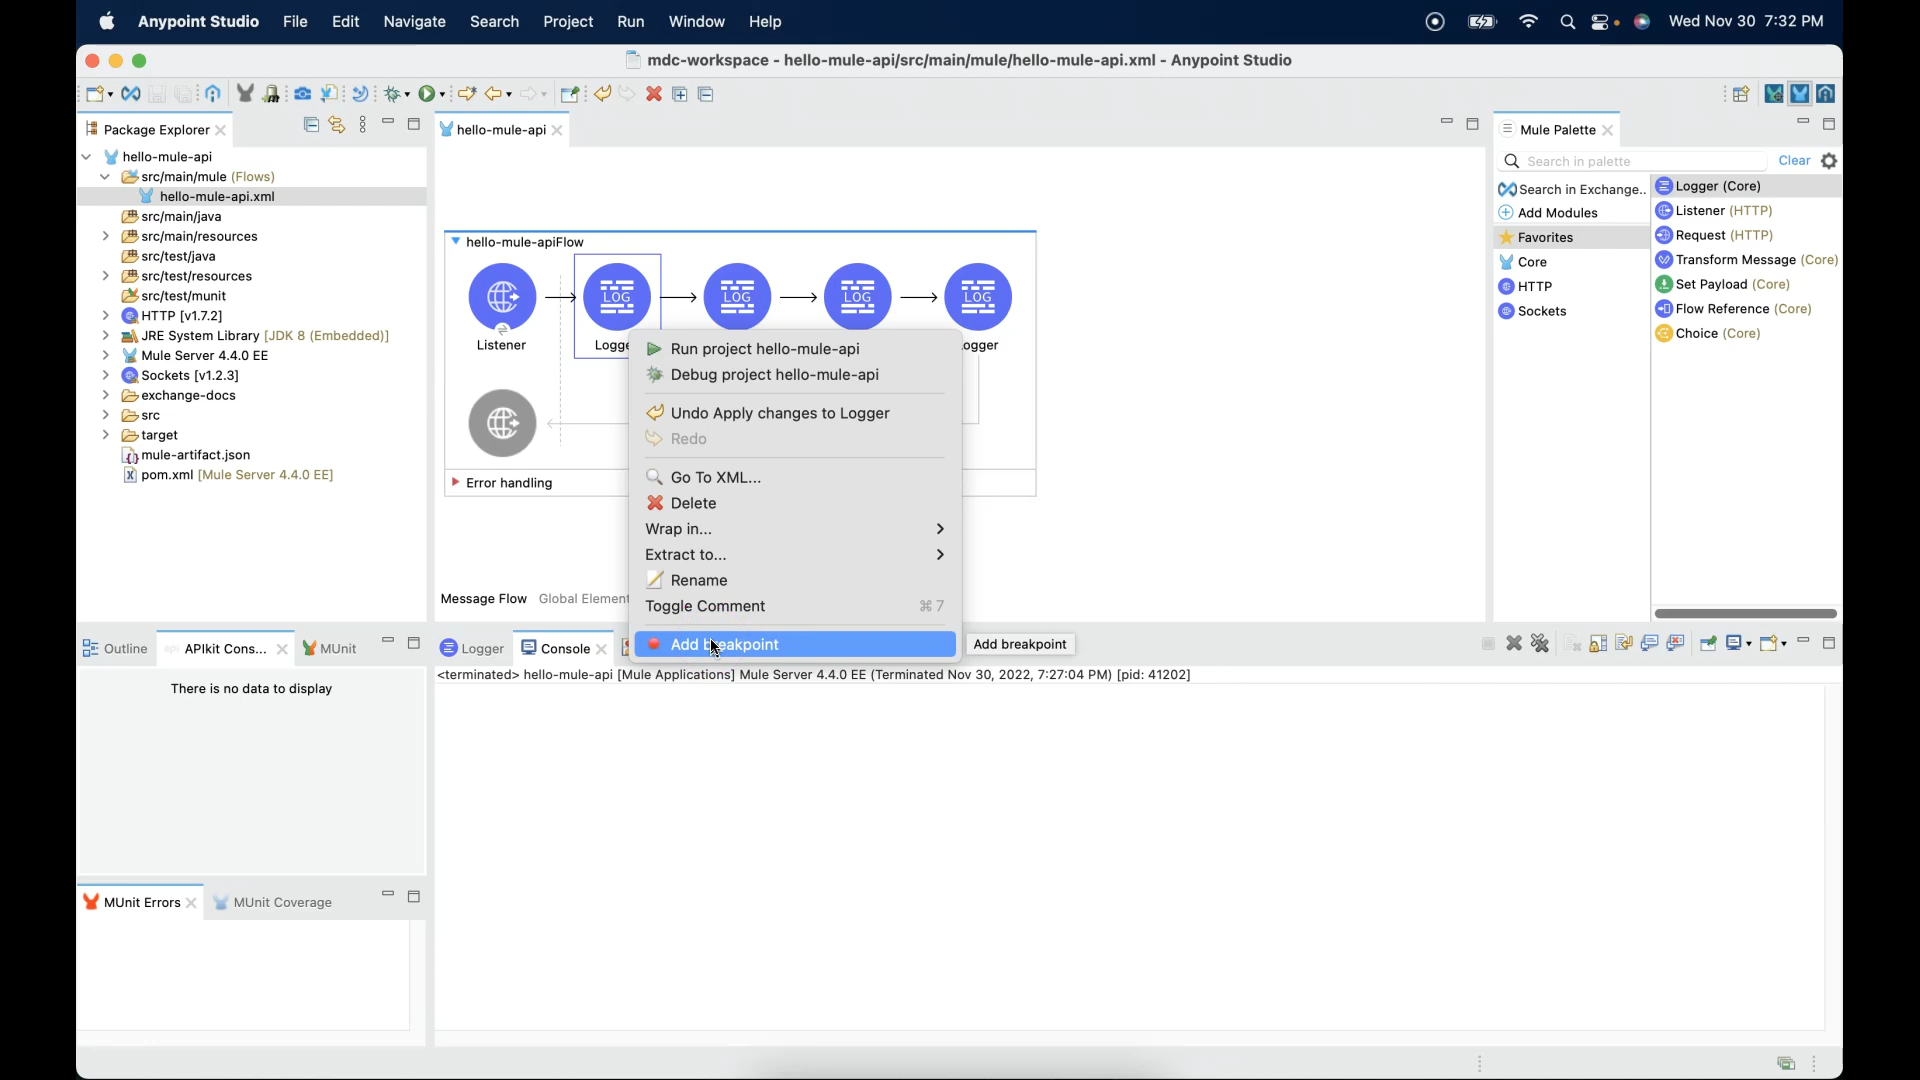 Anypoint Studio File Edit Navigate Search Project Run Window Help Wed Nov 30 7:32 PM
mdc-workspace - hello-mule-api/src/main/mule/hello-mule-api.xml - Anypoint Studio
Package Explorer
hello-mule-api
src/main/mule (Flows)
hello-mule-api.xml
src/main/java
src/main/resources
src/test/java
src/test/resources
src/test/munit
HTTP [v1.7.2]
JRE System Library [JDK 8 (Embedded)]
Mule Server 4.4.0 EE
Sockets [v1.2.3]
exchange-docs
src
target
mule-artifact.json
pom.xml [Mule Server 4.4.0 EE]
hello-mule-api
hello-mule-apiFlow
LOG LOG LOG LOG
Listener Logge ogger
Error handling
Message Flow Global Element
Run project hello-mule-api
Debug project hello-mule-api
Undo Apply changes to Logger
Redo
Go To XML...
Delete
Wrap in...
Extract to...
Rename
Toggle Comment ⌘7
Add breakpoint
Add breakpoint
Mule Palette
Search in palette Clear
Search in Exchange..
Add Modules
Favorites
Core
HTTP
Sockets
Logger (Core)
Listener (HTTP)
Request (HTTP)
Transform Message (Core)
Set Payload (Core)
Flow Reference (Core)
Choice (Core)
Outline APIkit Cons... MUnit
There is no data to display
MUnit Errors MUnit Coverage
Logger Console
<terminated> hello-mule-api [Mule Applications] Mule Server 4.4.0 EE (Terminated Nov 30, 2022, 7:27:04 PM) [pid: 41202]